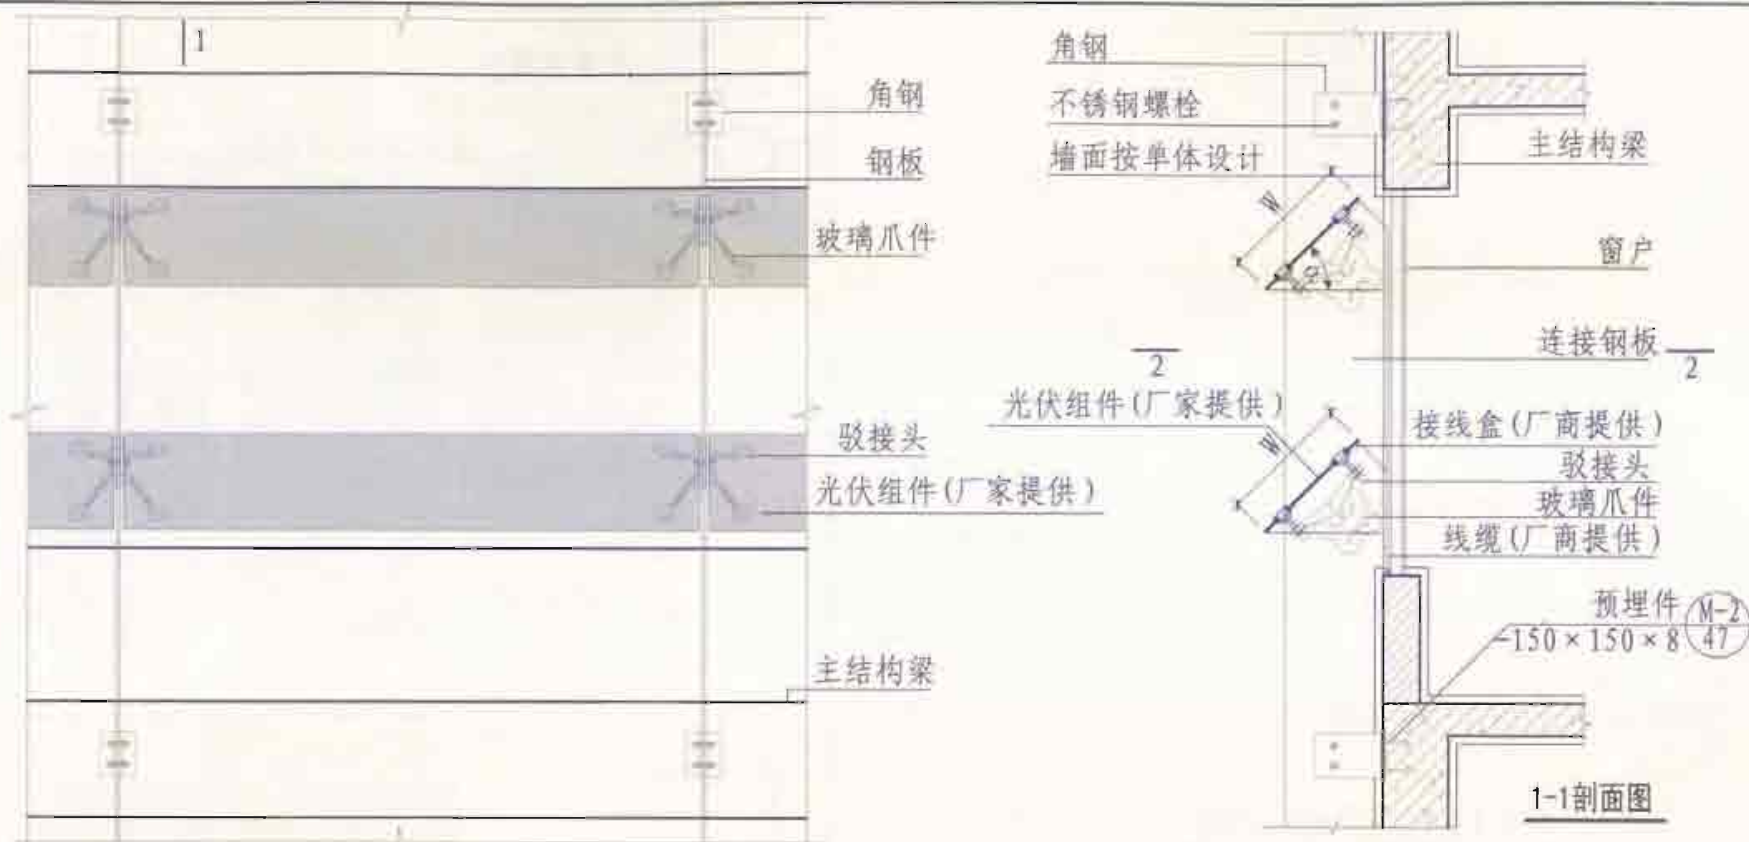 1
角钢
钢板
玻璃爪件
驳接头
光伏组件(厂家提供)
主结构梁
角钢
不锈钢螺栓
墙面按单体设计
主结构梁
W
α
窗户
连接钢板
2
2
光伏组件(厂家提供)
W
接线盒(厂商提供)
驳接头
玻璃爪件
线缆(厂商提供)
预埋件
-150×150×8
M-2
47
1-1剖面图